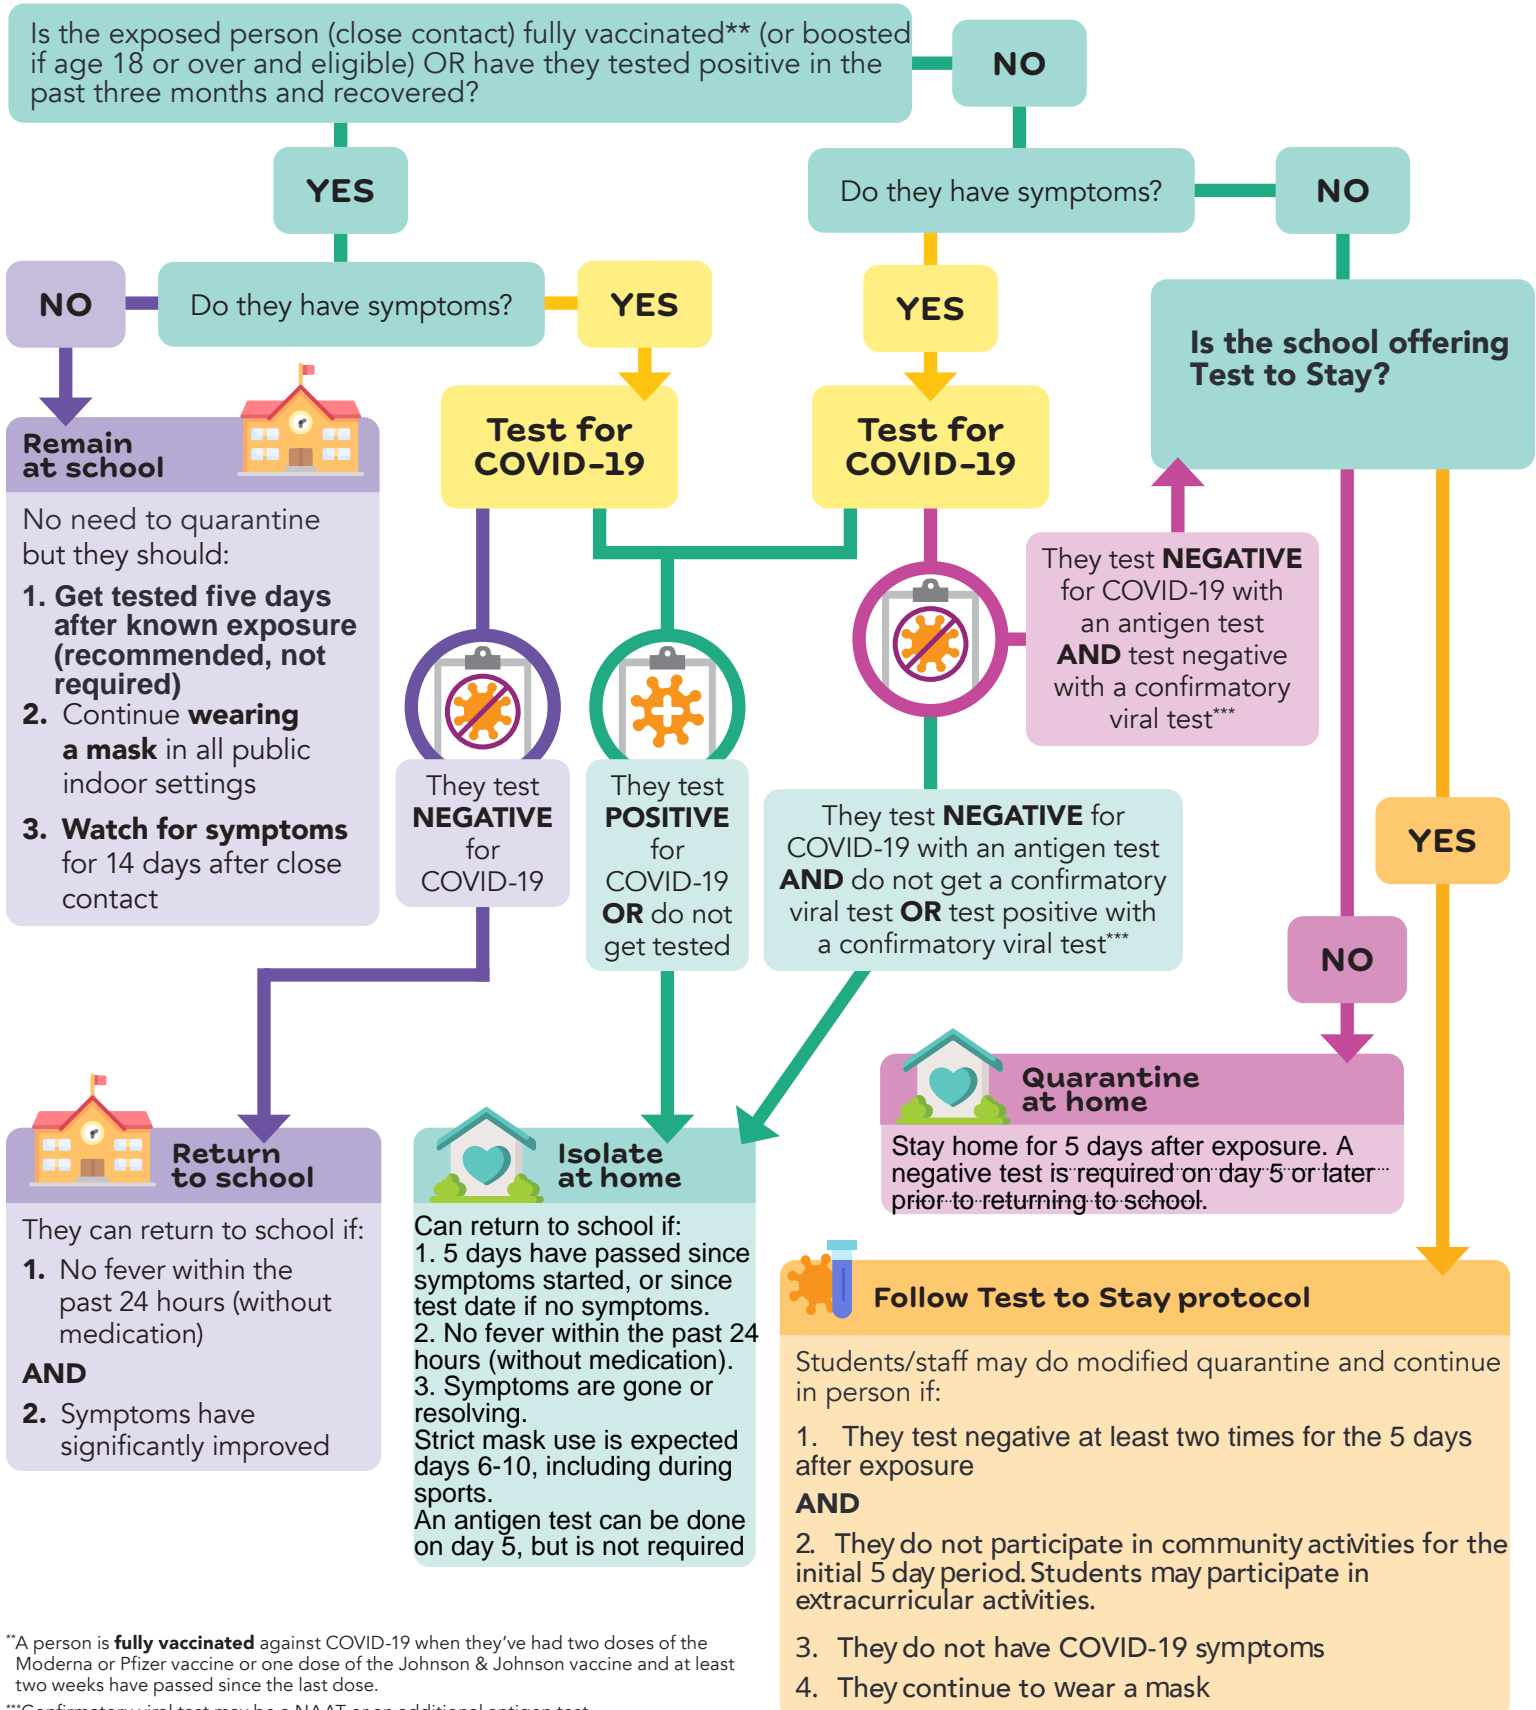 Is the exposed person (close contact) fully vaccinated** (or boosted
if age 18 or over and eligible) OR have they tested positive in the
past three months and recovered?
NO
YES
Do they have symptoms?
NO
NO
Do they have symptoms?
YES
YES
Is the school offering
Test to Stay?
Remain
at school
No need to quarantine
but they should:
1. Get tested five days
after known exposure
(recommended, not
required)
2. Continue wearing
a mask in all public
indoor settings
3. Watch for symptoms
for 14 days after close
contact
Test for
COVID-19
Test for
COVID-19
They test NEGATIVE
for COVID-19 with
an antigen test
AND test negative
with a confirmatory
viral test***
They test
NEGATIVE
for
COVID-19
They test
POSITIVE
for
COVID-19
OR do not
get tested
They test NEGATIVE for
COVID-19 with an antigen test
AND do not get a confirmatory
viral test OR test positive with
a confirmatory viral test***
YES
NO
Quarantine
at home
Stay home for 5 days after exposure. A
negative test is required on day 5 or later
prior to returning to school.
Return
to school
They can return to school if:
1. No fever within the
past 24 hours (without
medication)
AND
2. Symptoms have
significantly improved
Isolate
at home
Can return to school if:
1. 5 days have passed since
symptoms started, or since
test date if no symptoms.
2. No fever within the past 24
hours (without medication).
3. Symptoms are gone or
resolving.
Strict mask use is expected
days 6-10, including during
sports.
An antigen test can be done
on day 5, but is not required
Follow Test to Stay protocol
Students/staff may do modified quarantine and continue
in person if:
1. They test negative at least two times for the 5 days
after exposure
AND
2. They do not participate in community activities for the
initial 5 day period. Students may participate in
extracurricular activities.
3. They do not have COVID-19 symptoms
4. They continue to wear a mask
**A person is fully vaccinated against COVID-19 when they've had two doses of the
Moderna or Pfizer vaccine or one dose of the Johnson & Johnson vaccine and at least
two weeks have passed since the last dose.
***Confirmatory viral test may be a NAAT or an additional antigen test